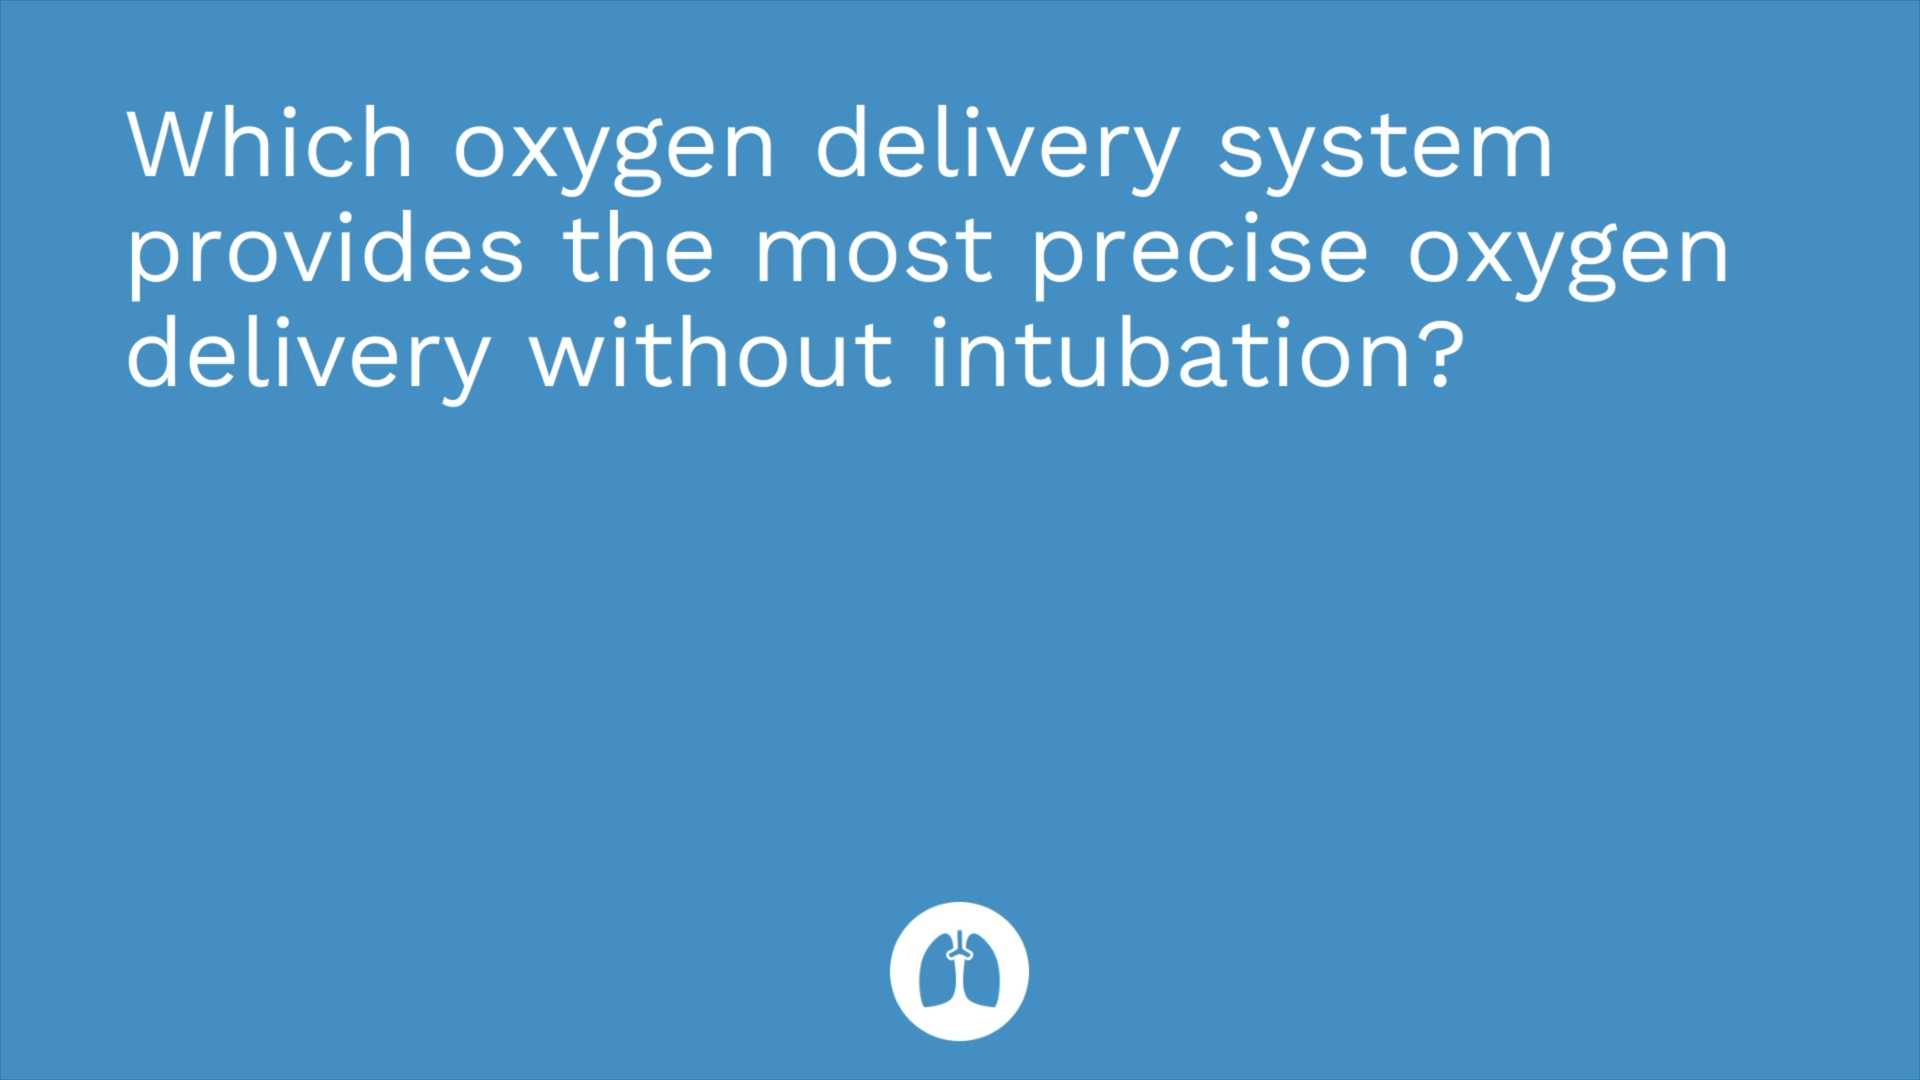 Which oxygen delivery system
provides the most precise oxygen
delivery without intubation?